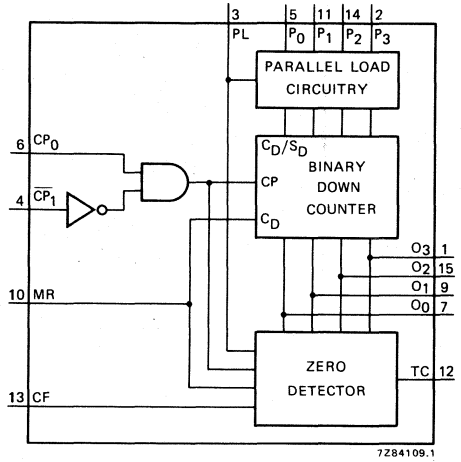 3 5 11 14 2
PL P0 P1 P2 P3
PARALLEL LOAD
CIRCUITRY
6 CP0
CD/SD
BINARY
DOWN
COUNTER
CP
4 C̅P̅1
CD
O3 1
O2 15
10 MR
O1 9
O0 7
ZERO
DETECTOR
TC 12
13 CF
7Z84109.1